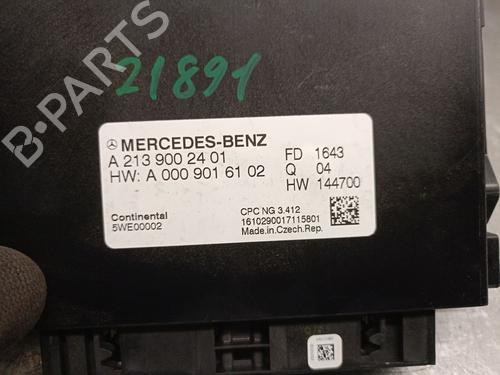 21891
B-PARTS
MERCEDES-BENZ
A 213 900 24 01
HW: A 000 901 61 02
FD 1643
Q 04
HW 144700
Continental
5WE00002
CPC NG 3.412
1610290017115801
Made.in.Czech.Rep.